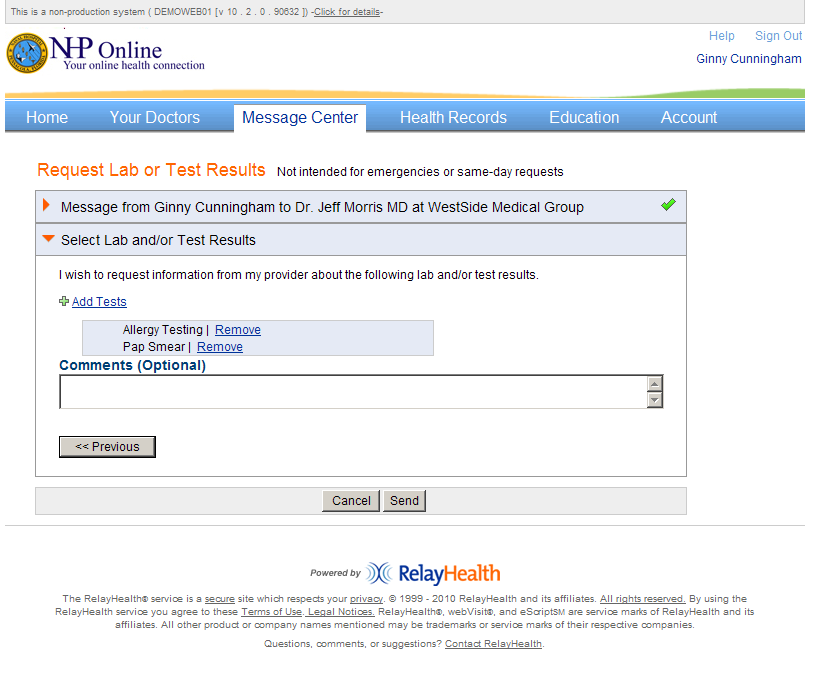 This is a non-production system ( DEMOWEB01 [v 10 . 2 . 0 . 90632 ]) -Click for details-
Help Sign Out
NHP Online
Your online health connection
Ginny Cunningham
Home Your Doctors Message Center Health Records Education Account
Request Lab or Test Results Not intended for emergencies or same-day requests
Message from Ginny Cunningham to Dr. Jeff Morris MD at WestSide Medical Group
Select Lab and/or Test Results
I wish to request information from my provider about the following lab and/or test results.
Add Tests
Allergy Testing | Remove
Pap Smear | Remove
Comments (Optional)
<< Previous
Cancel Send
Powered by RelayHealth
The RelayHealth® service is a secure site which respects your privacy. © 1999 - 2010 RelayHealth and its affiliates. All rights reserved. By using the
RelayHealth service you agree to these Terms of Use. Legal Notices. RelayHealth®, webVisit®, and eScriptSM are service marks of RelayHealth and its
affiliates. All other product or company names mentioned may be trademarks or service marks of their respective companies.
Questions, comments, or suggestions? Contact RelayHealth.